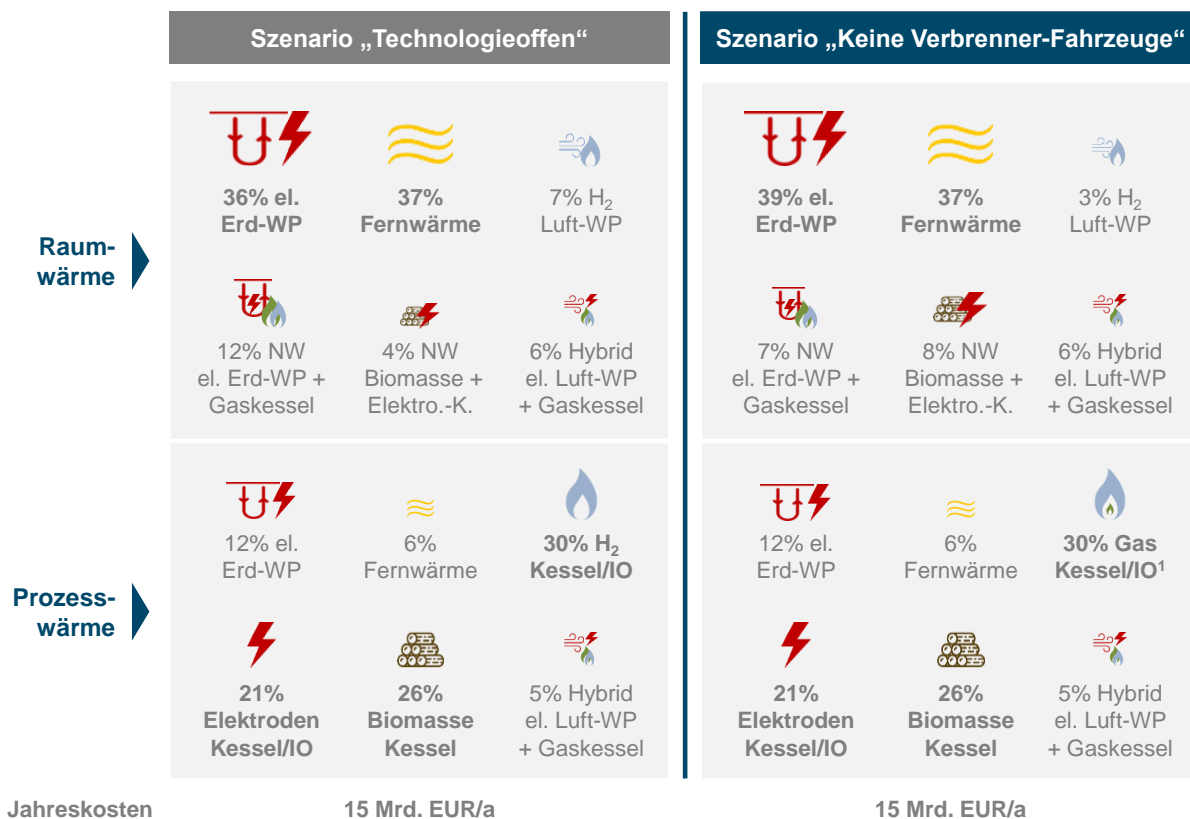 Szenario „Technologieoffen“
Szenario „Keine Verbrenner-Fahrzeuge“
Raum-
wärme
36% el.
Erd-WP
37%
Fernwärme
7% H₂
Luft-WP
12% NW
el. Erd-WP +
Gaskessel
4% NW
Biomasse +
Elektro.-K.
6% Hybrid
el. Luft-WP
+ Gaskessel
39% el.
Erd-WP
37%
Fernwärme
3% H₂
Luft-WP
7% NW
el. Erd-WP +
Gaskessel
8% NW
Biomasse +
Elektro.-K.
6% Hybrid
el. Luft-WP
+ Gaskessel
Prozess-
wärme
12% el.
Erd-WP
6%
Fernwärme
30% H₂
Kessel/IO
21%
Elektroden
Kessel/IO
26%
Biomasse
Kessel
5% Hybrid
el. Luft-WP
+ Gaskessel
12% el.
Erd-WP
6%
Fernwärme
30% Gas
Kessel/IO¹
21%
Elektroden
Kessel/IO
26%
Biomasse
Kessel
5% Hybrid
el. Luft-WP
+ Gaskessel
Jahreskosten
15 Mrd. EUR/a
15 Mrd. EUR/a